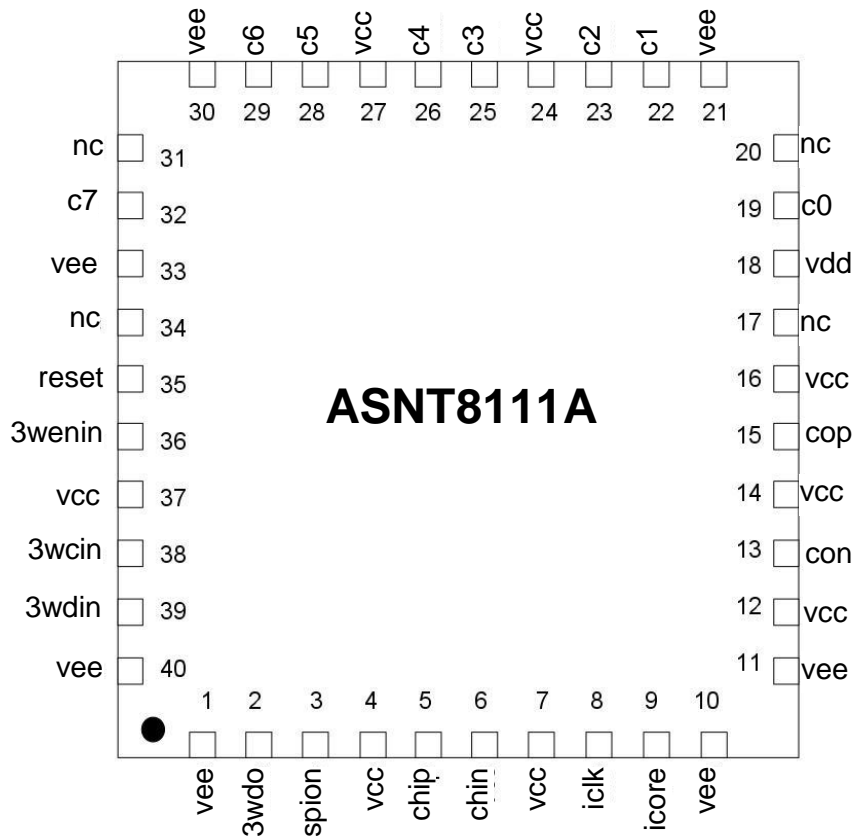 vee c6 c5 vcc c4 c3 vcc c2 c1 vee
30 29 28 27 26 25 24 23 22 21
nc 31 20 nc
c7 32 19 c0
vee 33 18 vdd
nc 34 17 nc
reset 35 16 vcc
ASNT8111A
3wenin 36 15 cop
vcc 37 14 vcc
3wcin 38 13 con
3wdin 39 12 vcc
vee 40 11 vee
1 2 3 4 5 6 7 8 9 10
vee 3wdo spion vcc chip chin vcc iclk icore vee